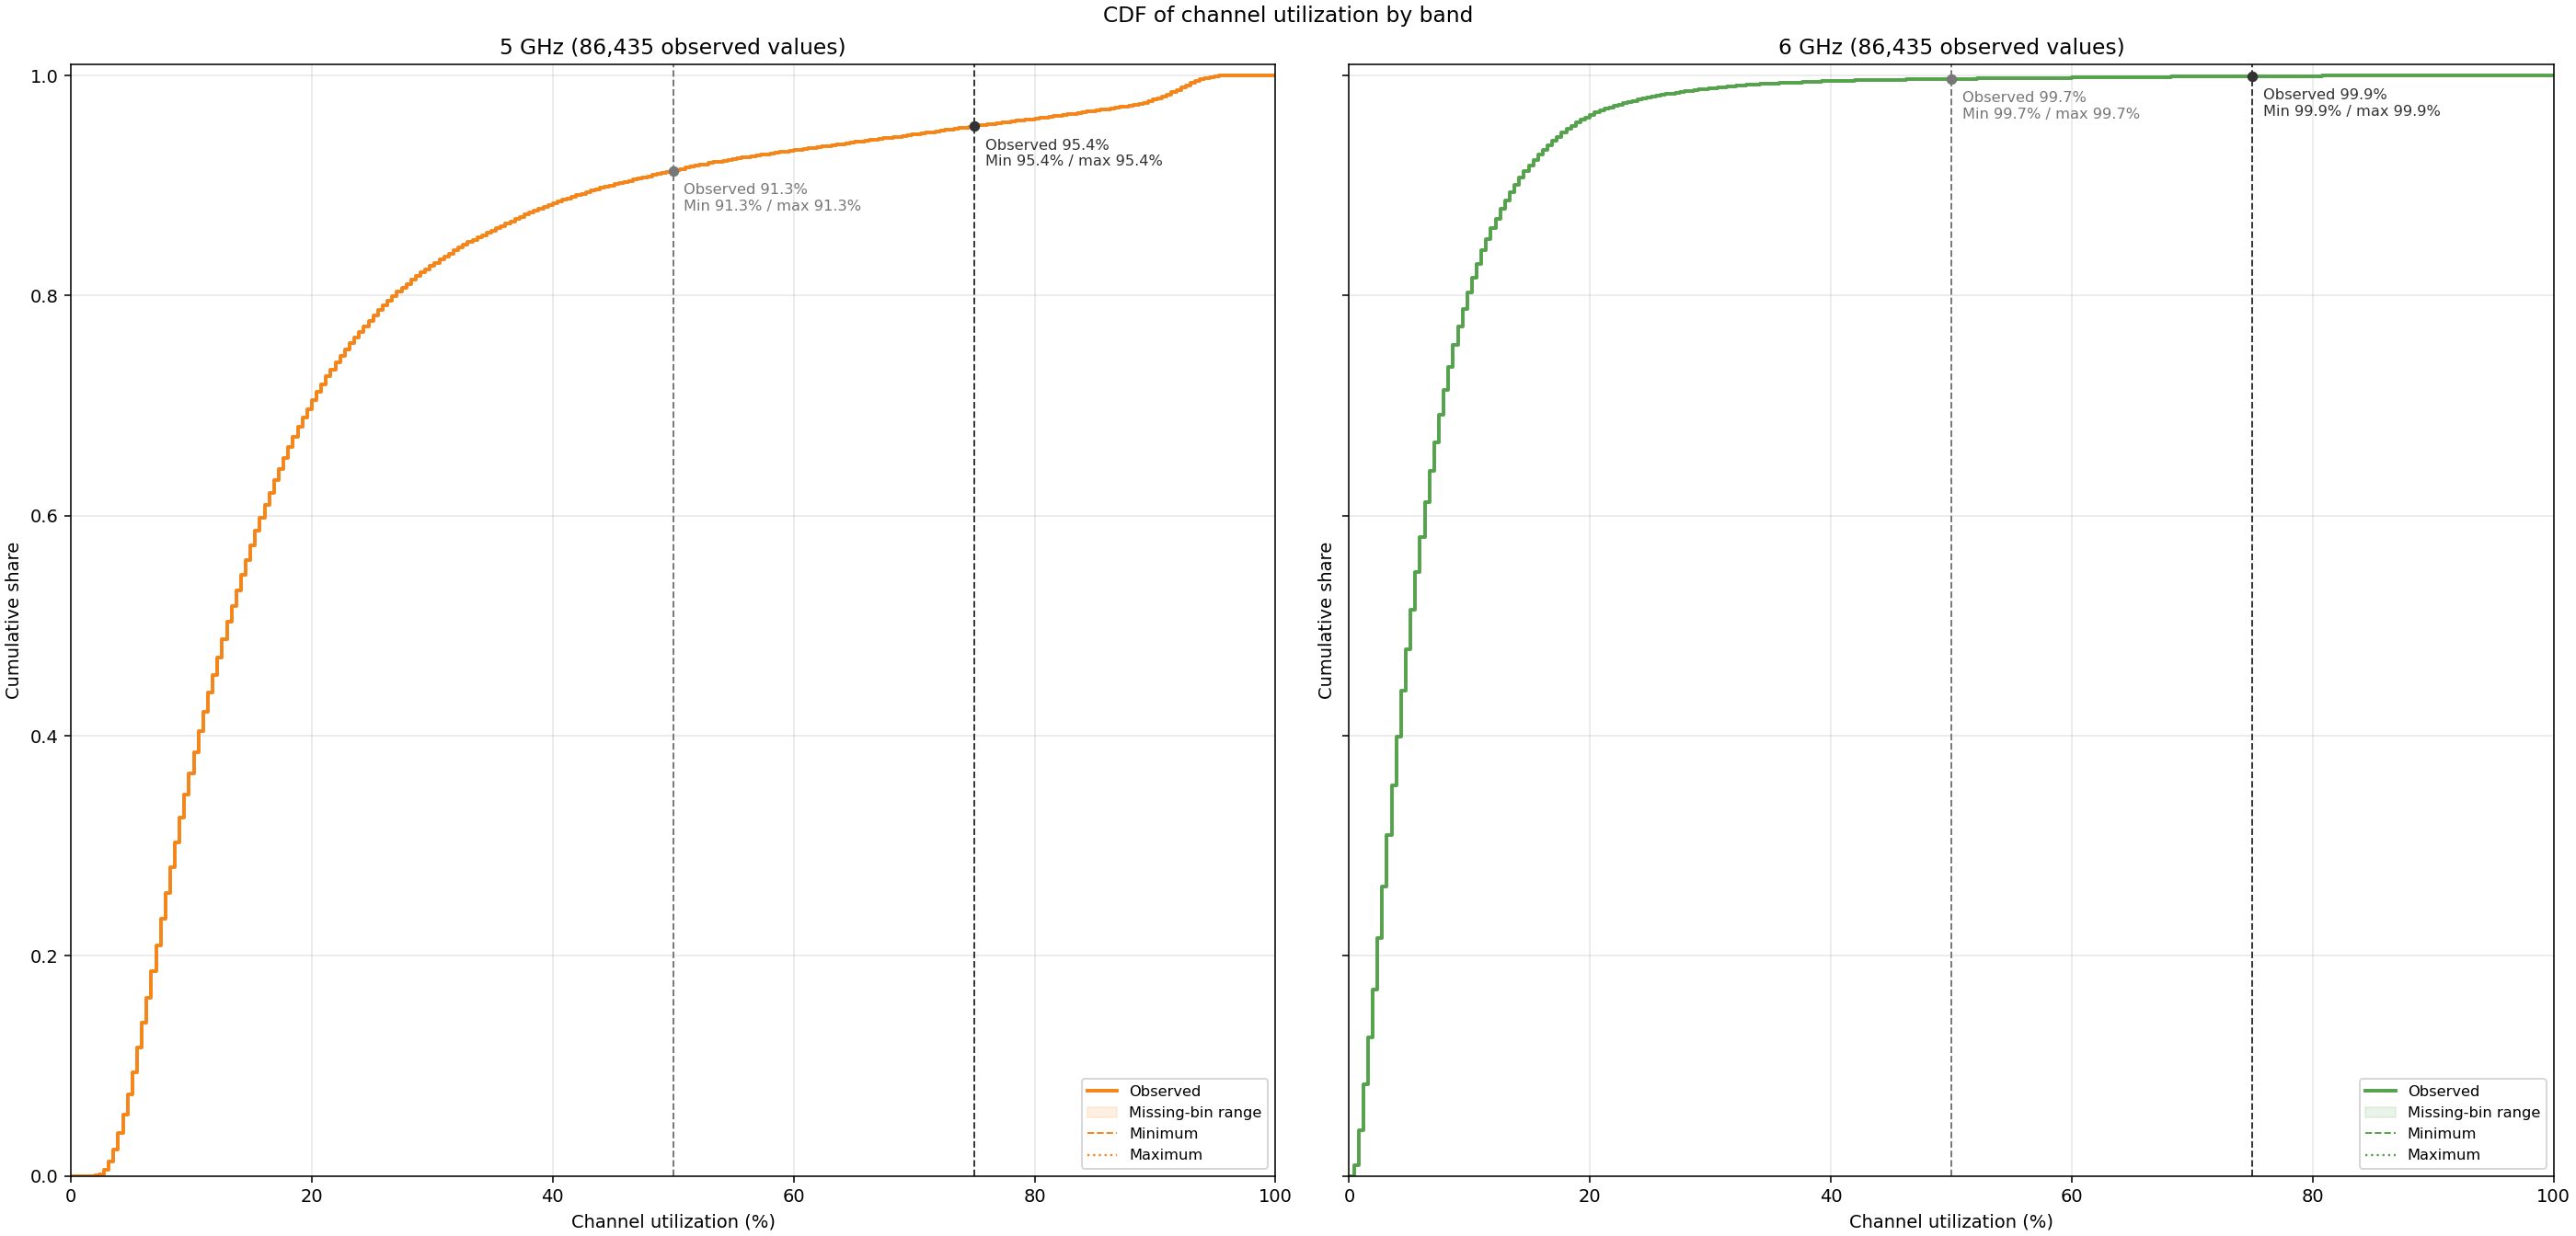 CDF of channel utilization by band
5 GHz (86,435 observed values)
Cumulative share
1.0
0.8
0.6
0.4
0.2
0.0
Observed 91.3%
Min 91.3% / max 91.3%
Observed 95.4%
Min 95.4% / max 95.4%
Observed
Missing-bin range
Minimum
Maximum
0 20 40 60 80 100
Channel utilization (%)
6 GHz (86,435 observed values)
Cumulative share
Observed 99.7%
Min 99.7% / max 99.7%
Observed 99.9%
Min 99.9% / max 99.9%
Observed
Missing-bin range
Minimum
Maximum
0 20 40 60 80 100
Channel utilization (%)